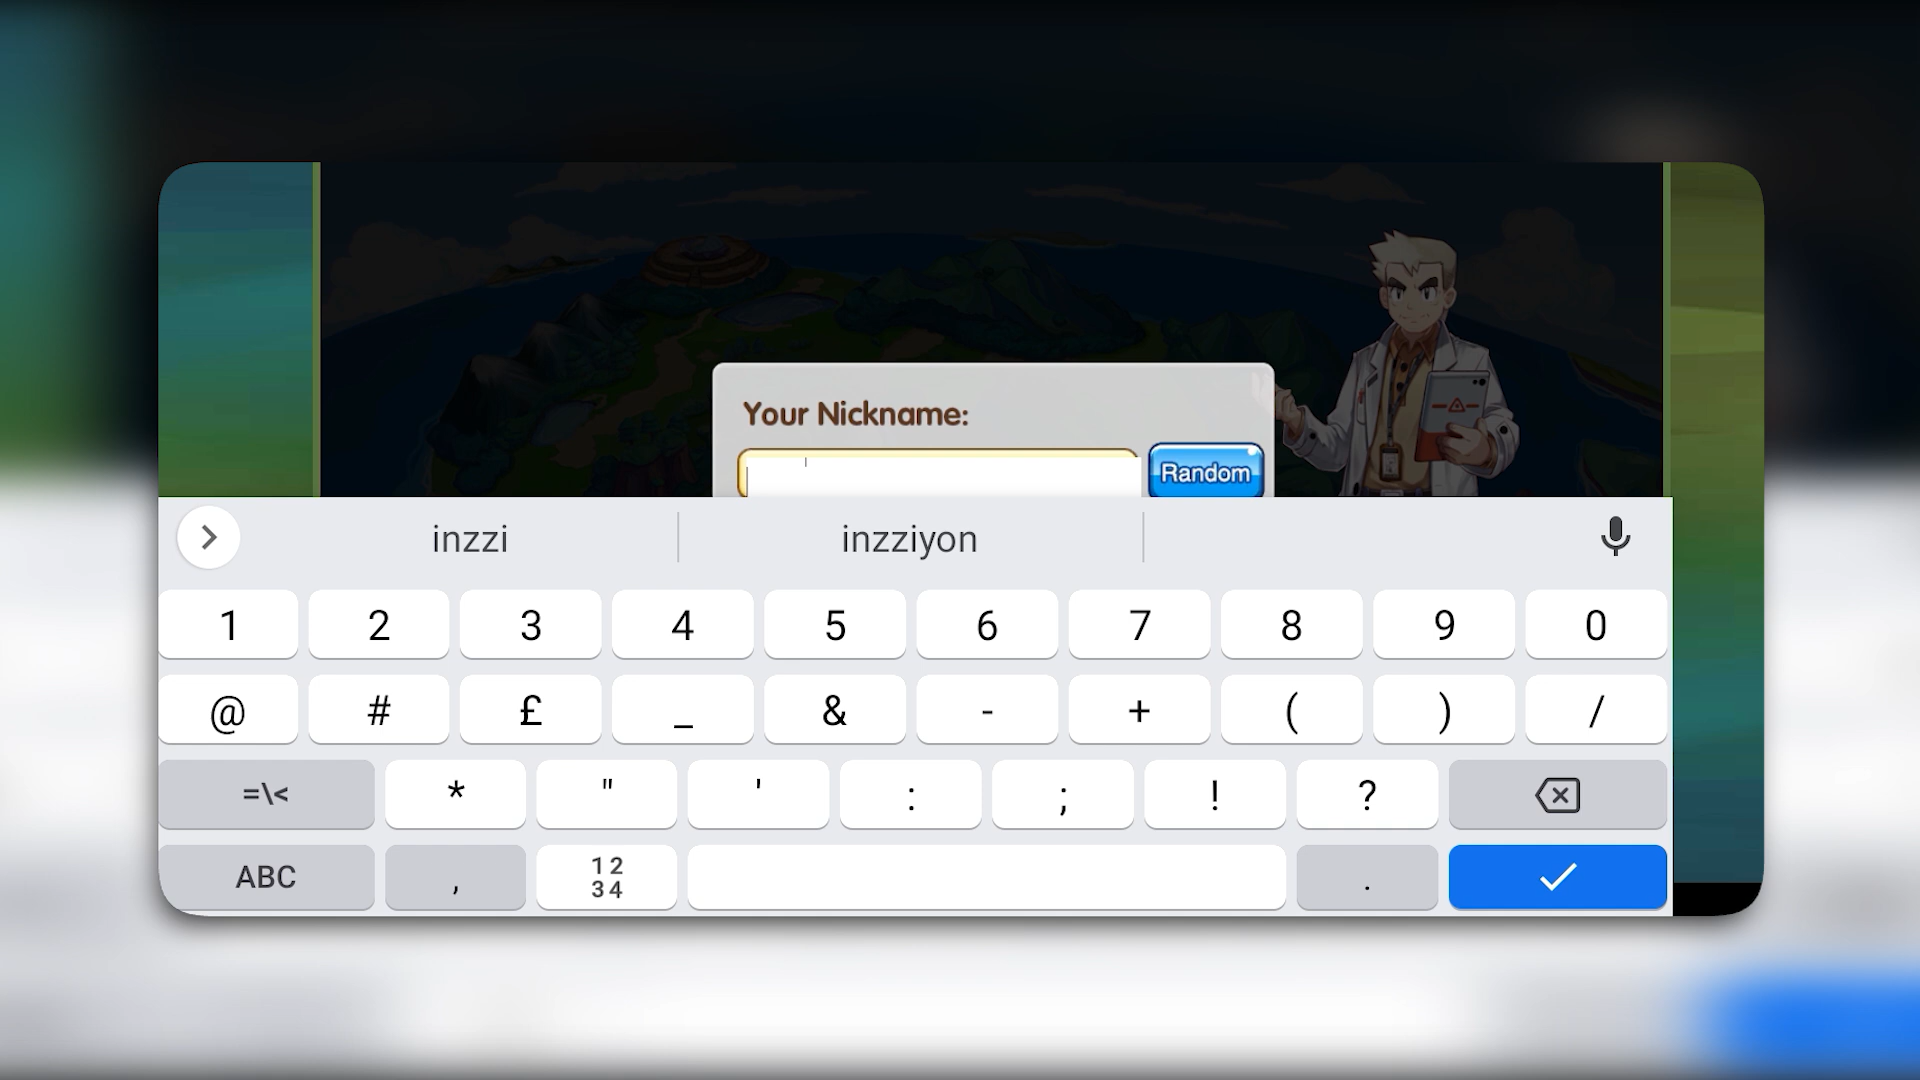 Your Nickname:
Random
inzzi inzziyon
1 2 3 4 5 6 7 8 9 0
@ # £ _ & - + ( ) /
=\< * " ' : ; ! ?
ABC , 12 34 .